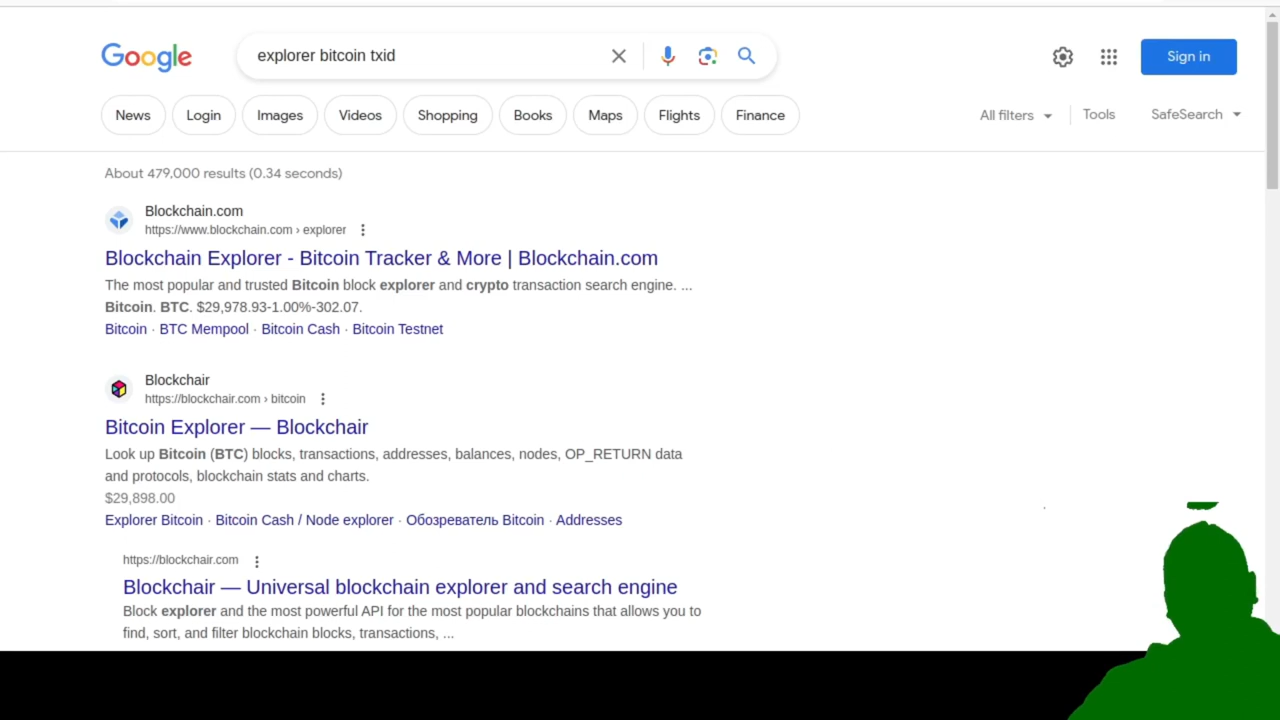 Google
explorer bitcoin txid
Sign in
News Login Images Videos Shopping Books Maps Flights Finance All filters Tools SafeSearch
About 479,000 results (0.34 seconds)
Blockchain.com
https://www.blockchain.com › explorer
Blockchain Explorer - Bitcoin Tracker & More | Blockchain.com
The most popular and trusted Bitcoin block explorer and crypto transaction search engine. ...
Bitcoin. BTC. $29,978.93-1.00%-302.07.
Bitcoin · BTC Mempool · Bitcoin Cash · Bitcoin Testnet
Blockchair
https://blockchair.com › bitcoin
Bitcoin Explorer — Blockchair
Look up Bitcoin (BTC) blocks, transactions, addresses, balances, nodes, OP_RETURN data
and protocols, blockchain stats and charts.
$29,898.00
Explorer Bitcoin · Bitcoin Cash / Node explorer · Обозреватель Bitcoin · Addresses
https://blockchair.com
Blockchair — Universal blockchain explorer and search engine
Block explorer and the most powerful API for the most popular blockchains that allows you to
find, sort, and filter blockchain blocks, transactions, ...